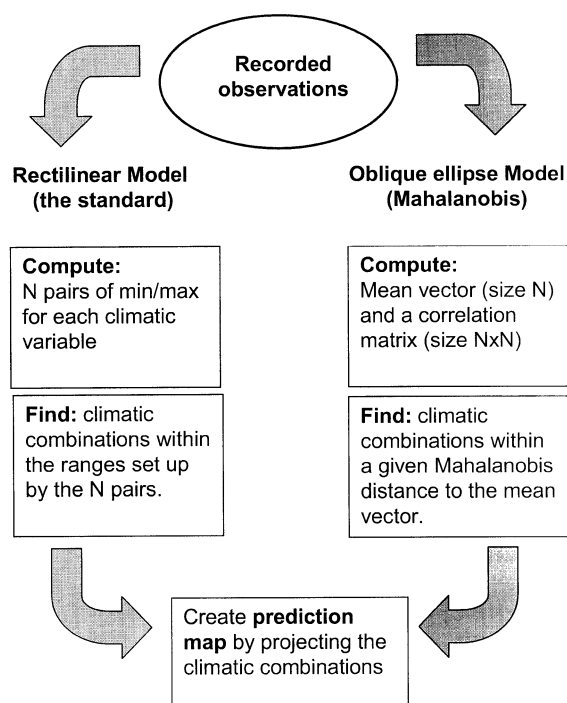 Recorded
observations
Rectilinear Model
(the standard)
Compute:
N pairs of min/max
for each climatic
variable
Find: climatic
combinations within
the ranges set up
by the N pairs.
Oblique ellipse Model
(Mahalanobis)
Compute:
Mean vector (size N)
and a correlation
matrix (size NxN)
Find: climatic
combinations within
a given Mahalanobis
distance to the mean
vector.
Create prediction
map by projecting the
climatic combinations